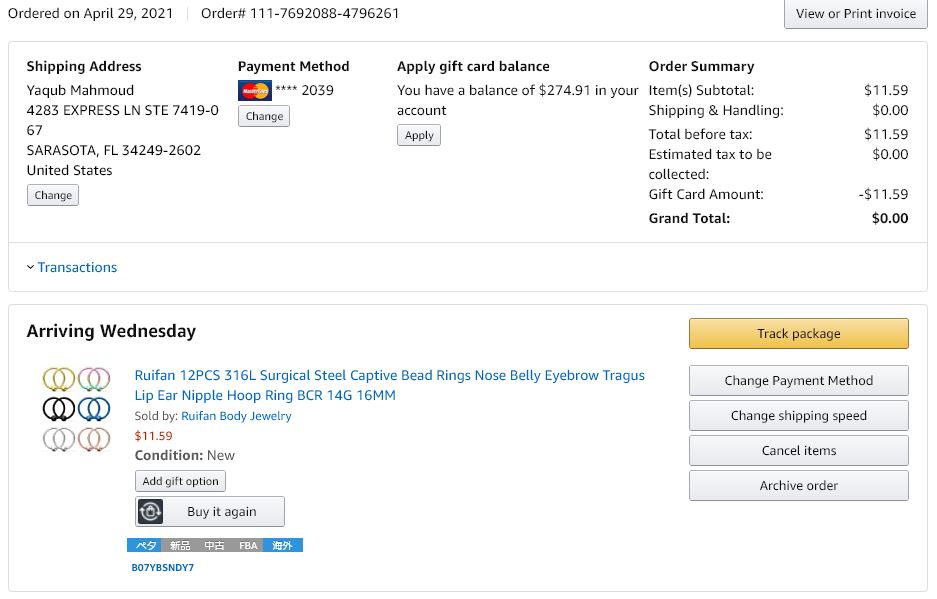 Ordered on April 29, 2021 Order# 111-7692088-4796261
View or Print invoice
Shipping Address
Yaqub Mahmoud
4283 EXPRESS LN STE 7419-0
67
SARASOTA, FL 34249-2602
United States
Change
Payment Method
MasterCard **** 2039
Change
Apply gift card balance
You have a balance of $274.91 in your
account
Apply
Order Summary
Item(s) Subtotal: $11.59
Shipping & Handling: $0.00
Total before tax: $11.59
Estimated tax to be $0.00
collected:
Gift Card Amount: -$11.59
Grand Total: $0.00
Transactions
Arriving Wednesday
Ruifan 12PCS 316L Surgical Steel Captive Bead Rings Nose Belly Eyebrow Tragus
Lip Ear Nipple Hoop Ring BCR 14G 16MM
Sold by: Ruifan Body Jewelry
$11.59
Condition: New
Add gift option
Buy it again
ペタ 新品 中古 FBA 海外
B07YBSNDY7
Track package
Change Payment Method
Change shipping speed
Cancel items
Archive order